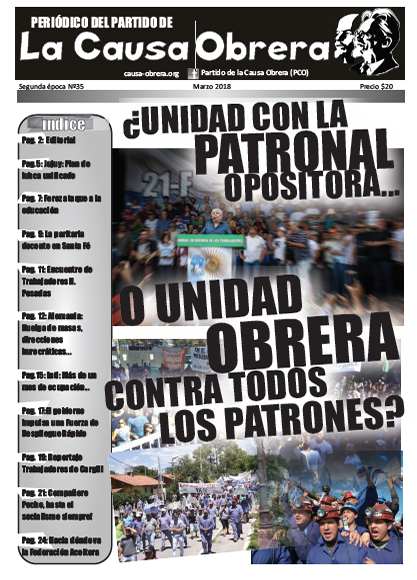 PERIÓDICO DEL PARTIDO DE
La Causa Obrera
causa-obrera.org
Partido de la Causa Obrera (PCO)
Segunda época Nº35
Marzo 2018
Precio $20
índice
Pag. 2: Editorial
Pag.5: Jujuy: Plan de
lucha unificado
Pag. 7: Feroz ataque a la
educación
Pag. 9: La paritaria
docente en Santa Fé
Pag. 11: Encuentro de
Trabajadores H.
Posadas
Pag. 12: Alemania:
Huelga de masas,
direcciones
burocráticas...
Pag.15: Inti: Más de un
mes de ocupación...
Pag. 17: El gobierno
impulsa una Fuerza de
Despliegue Rápido
Pag. 19: Reportaje
Trabajadores de Cargill
Pag. 21: Compañero
Pocho, hasta el
socialismo siempre!
Pag. 24: Hacia dónde va
la Federación Aceitera
¿UNIDAD CON LA
PATRONAL
OPOSITORA...
21-F
O UNIDAD
OBRERA
CONTRA TODOS
LOS PATRONES?